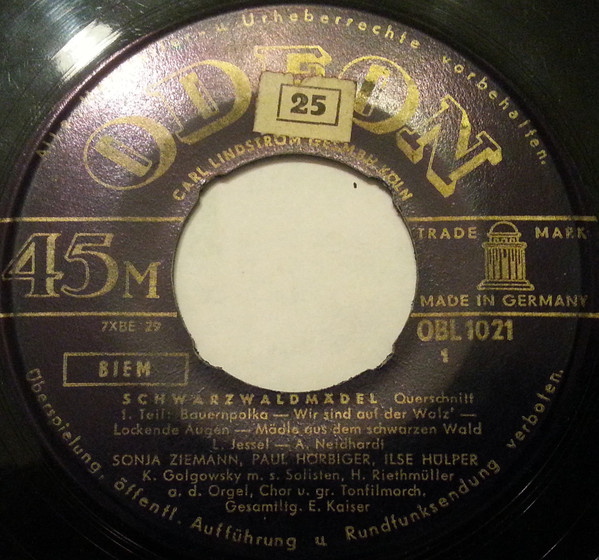 Alle - u. Urheberrechte vorbehalten.
ODEON
25
CARL LINDSTRÖM KÖLN
45M
TRADE MARK
MADE IN GERMANY
7XBE 29
OBL 1021
1
BIEM
SCHWARZWALDMÄDEL Querschnitt
1. Teil: Bauernpolka — Wir sind auf der Walz' —
Lockende Augen — Mädle aus dem schwarzen Wald
L. Jessel — A. Neidhardt
SONJA ZIEMANN, PAUL HÖRBIGER, ILSE HÜLPER
K. Golgowsky m. s. Solisten, H. Riethmüller
a. d. Orgel, Chor u. gr. Tonfilmorch.
Gesamtltg. E. Kaiser
Überspielung, öffentl. Aufführung u Rundfunksendung verboten.